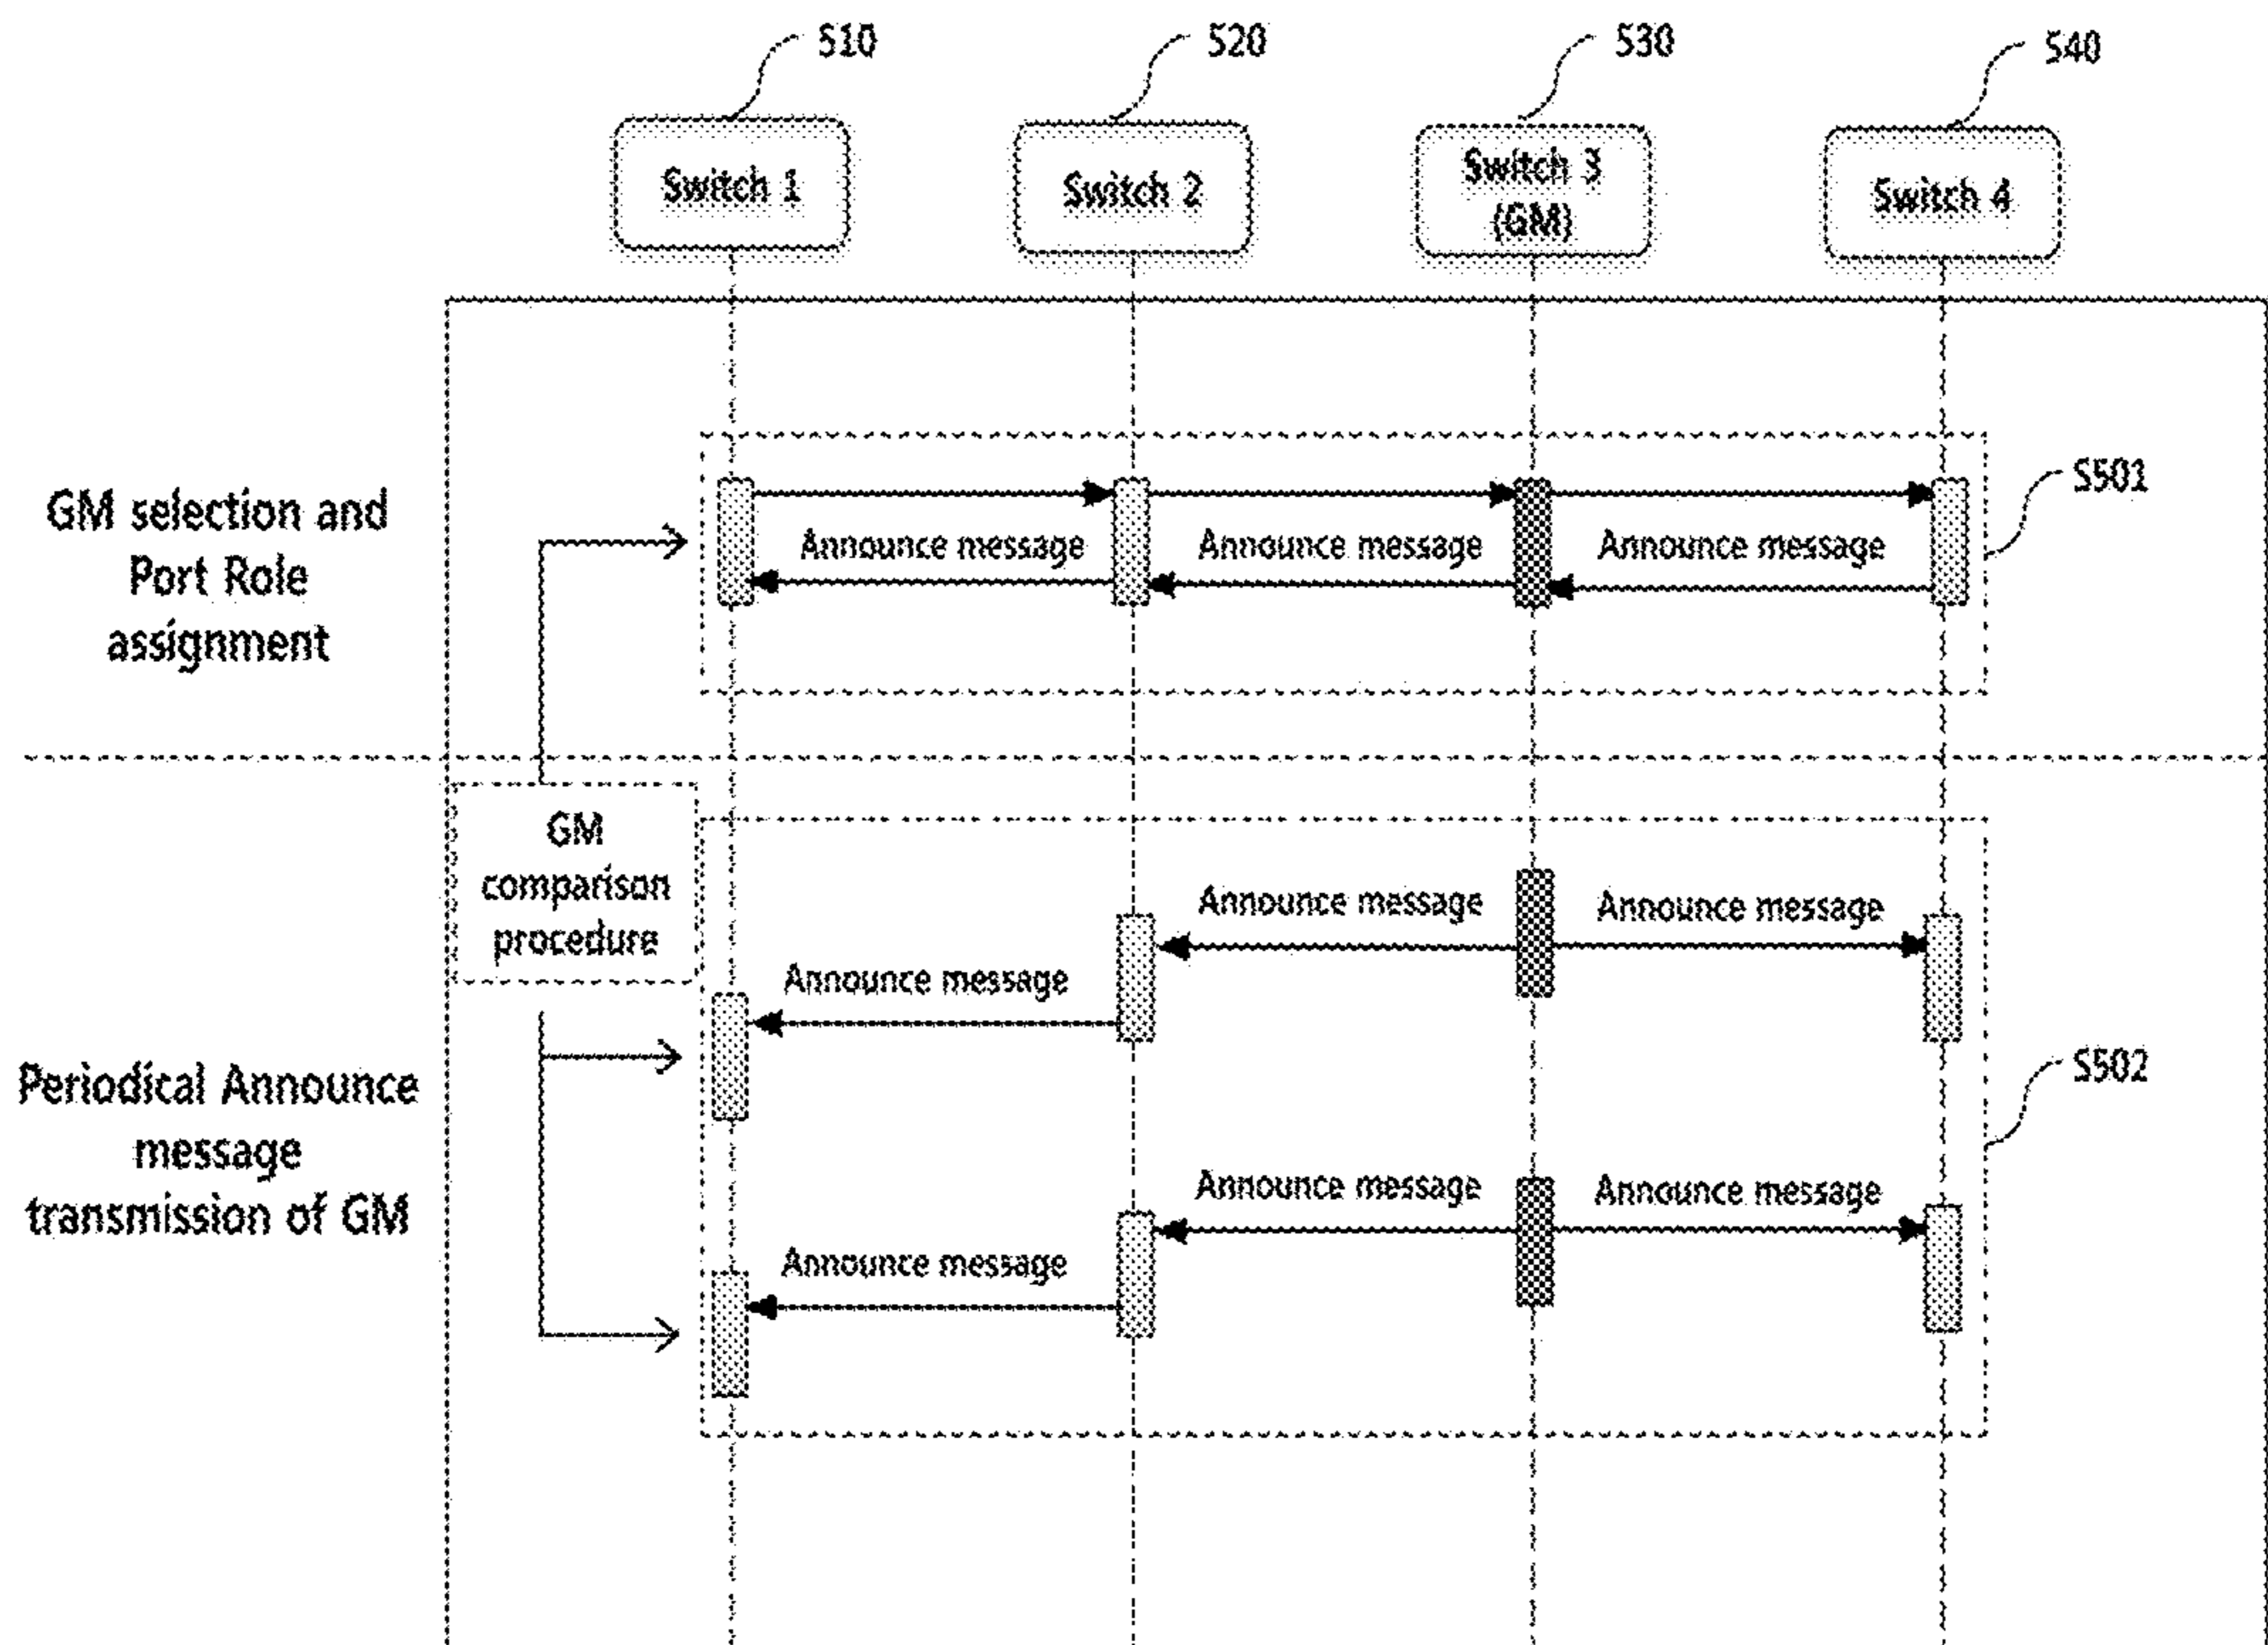 510
520
530
540
Switch 1
Switch 2
Switch 3
(GM)
Switch 4
GM selection and
Port Role
assignment
S501
Announce message
Announce message
Announce message
GM
comparison
procedure
Announce message
Announce message
Announce message
Periodical Announce
message
transmission of GM
S502
Announce message
Announce message
Announce message